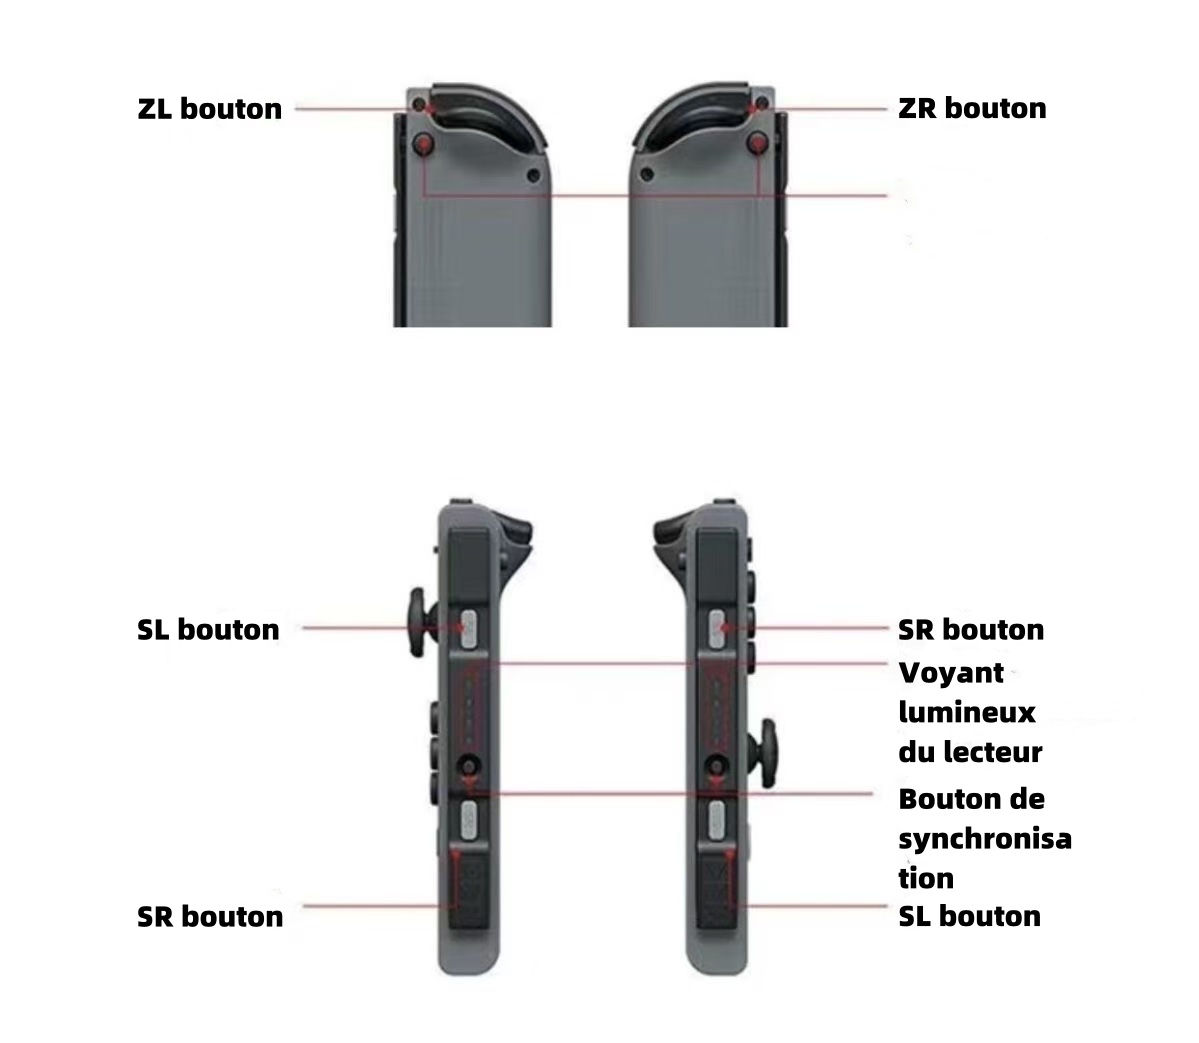 ZL bouton
ZR bouton
SL bouton
SR bouton
Voyant
lumineux
du lecteur
Bouton de
synchronisa
tion
SR bouton
SL bouton